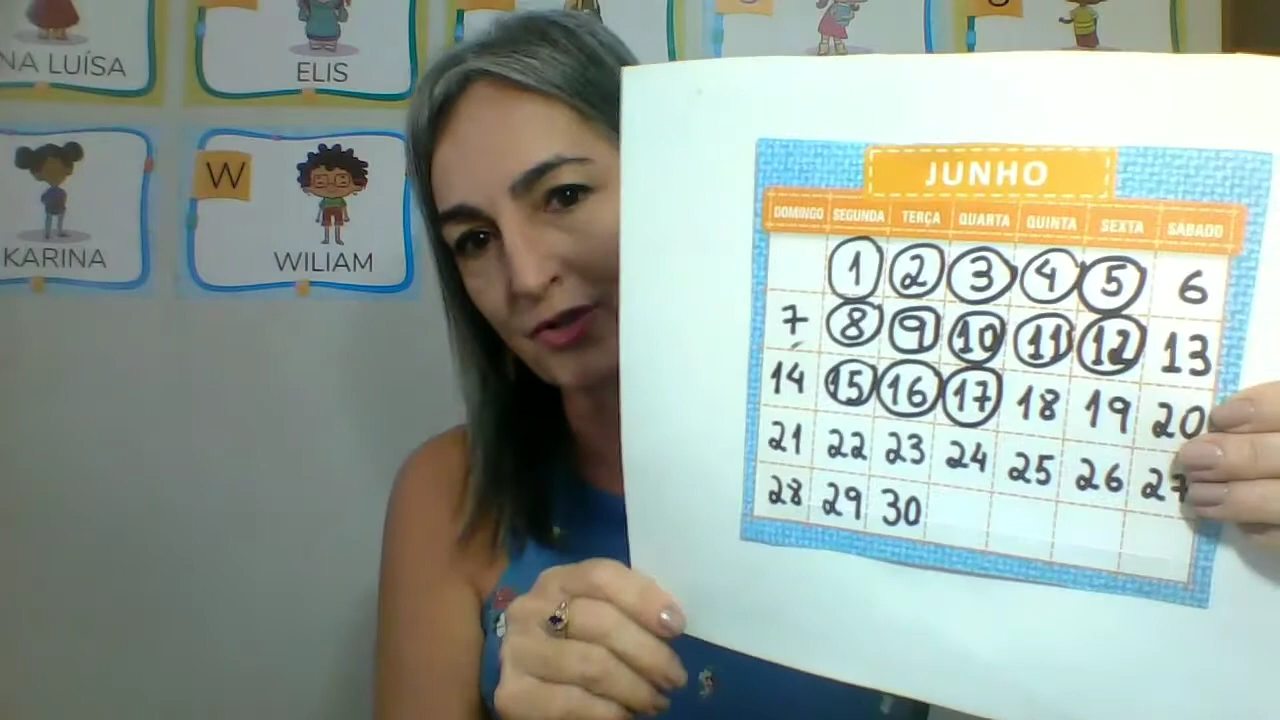 NA LUÍSA
ELIS
W
KARINA
WILIAM
JUNHO
DOMINGO SEGUNDA TERÇA QUARTA QUINTA SEXTA SÁBADO
1 2 3 4 5 6
7 8 9 10 11 12 13
14 15 16 17 18 19 20
21 22 23 24 25 26 27
28 29 30